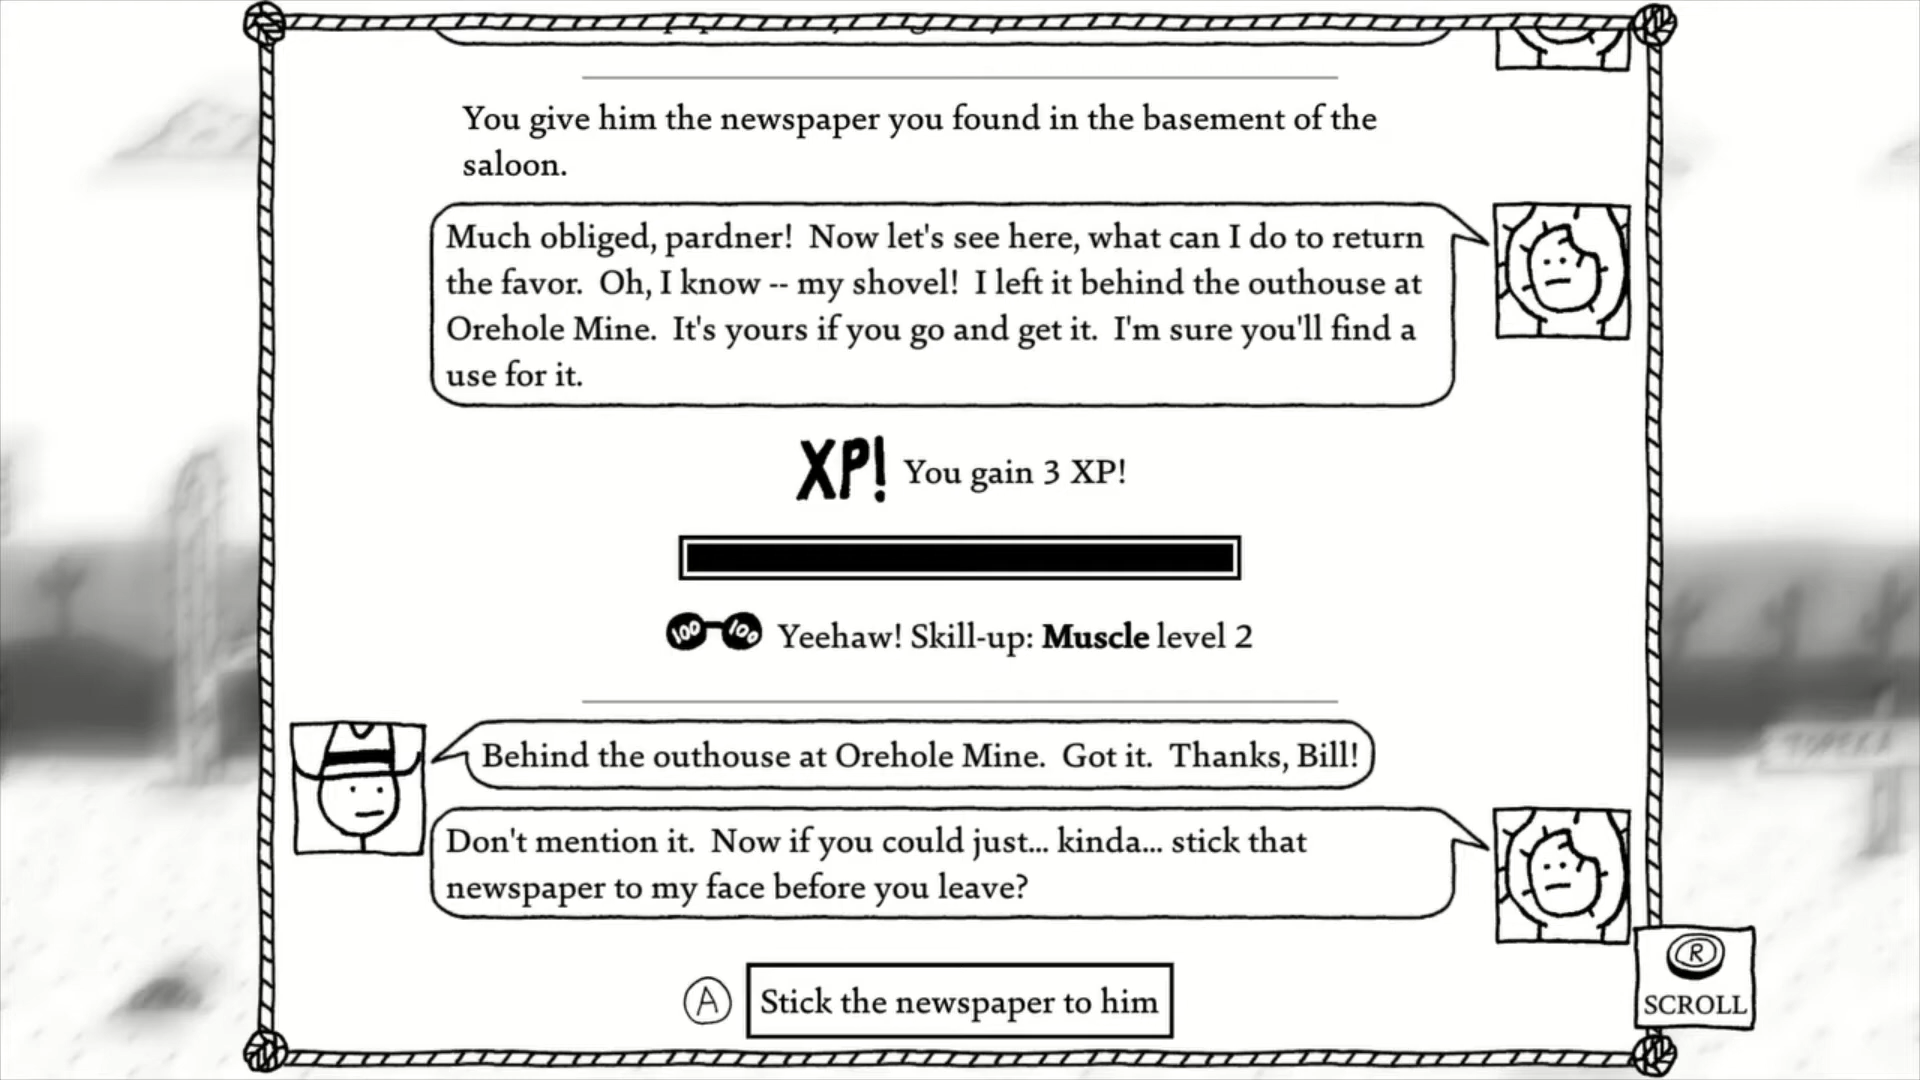 You give him the newspaper you found in the basement of the
saloon.
Much obliged, pardner!  Now let's see here, what can I do to return
the favor.  Oh, I know -- my shovel!  I left it behind the outhouse at
Orehole Mine.  It's yours if you go and get it.  I'm sure you'll find a
use for it.
XP! You gain 3 XP!
100 100 Yeehaw! Skill-up: Muscle level 2
Behind the outhouse at Orehole Mine.  Got it.  Thanks, Bill!
Don't mention it.  Now if you could just... kinda... stick that
newspaper to my face before you leave?
A Stick the newspaper to him
R
SCROLL